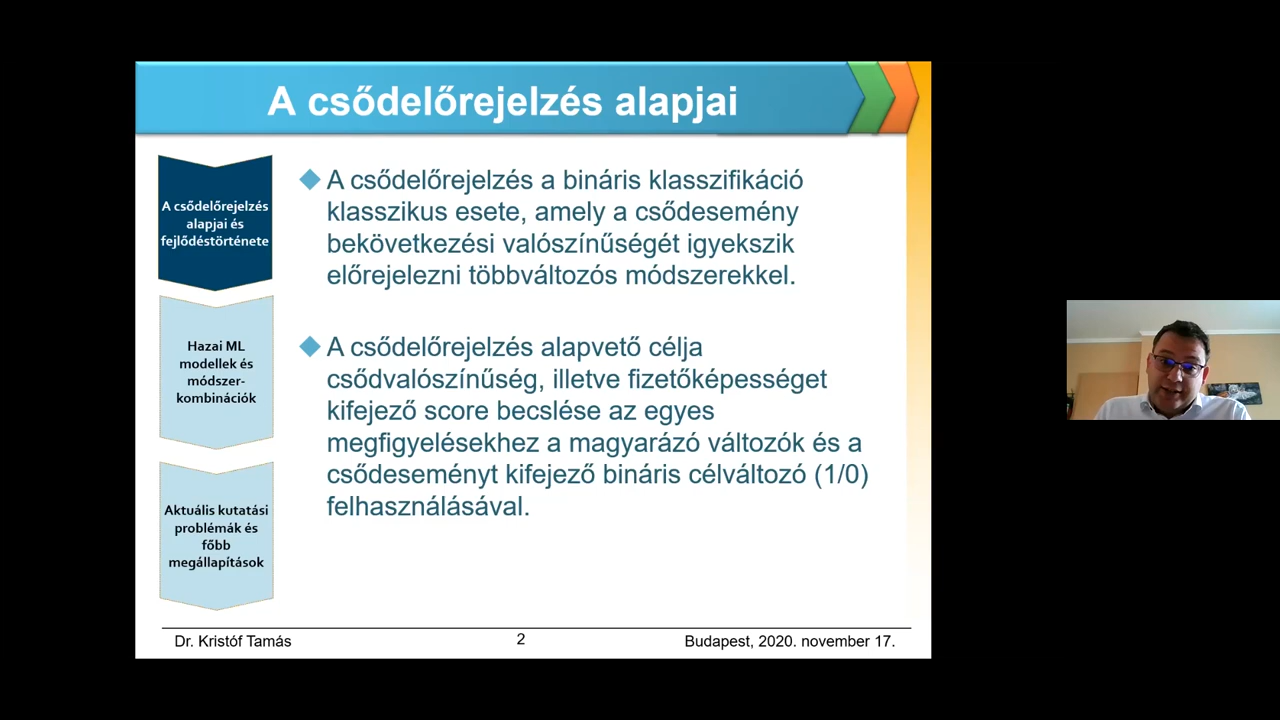 A csődelőrejelzés alapjai
A csődelőrejelzés
alapjai és
fejlődéstörténete
Hazai ML
modellek és
módszer-
kombinációk
Aktuális kutatási
problémák és
főbb
megállapítások
A csődelőrejelzés a bináris klasszifikáció
klasszikus esete, amely a csődesemény
bekövetkezési valószínűségét igyekszik
előrejelezni többváltozós módszerekkel.
A csődelőrejelzés alapvető célja
csődvalószínűség, illetve fizetőképességet
kifejező score becslése az egyes
megfigyelésekhez a magyarázó változók és a
csődeseményt kifejező bináris célváltozó (1/0)
felhasználásával.
Dr. Kristóf Tamás
2
Budapest, 2020. november 17.